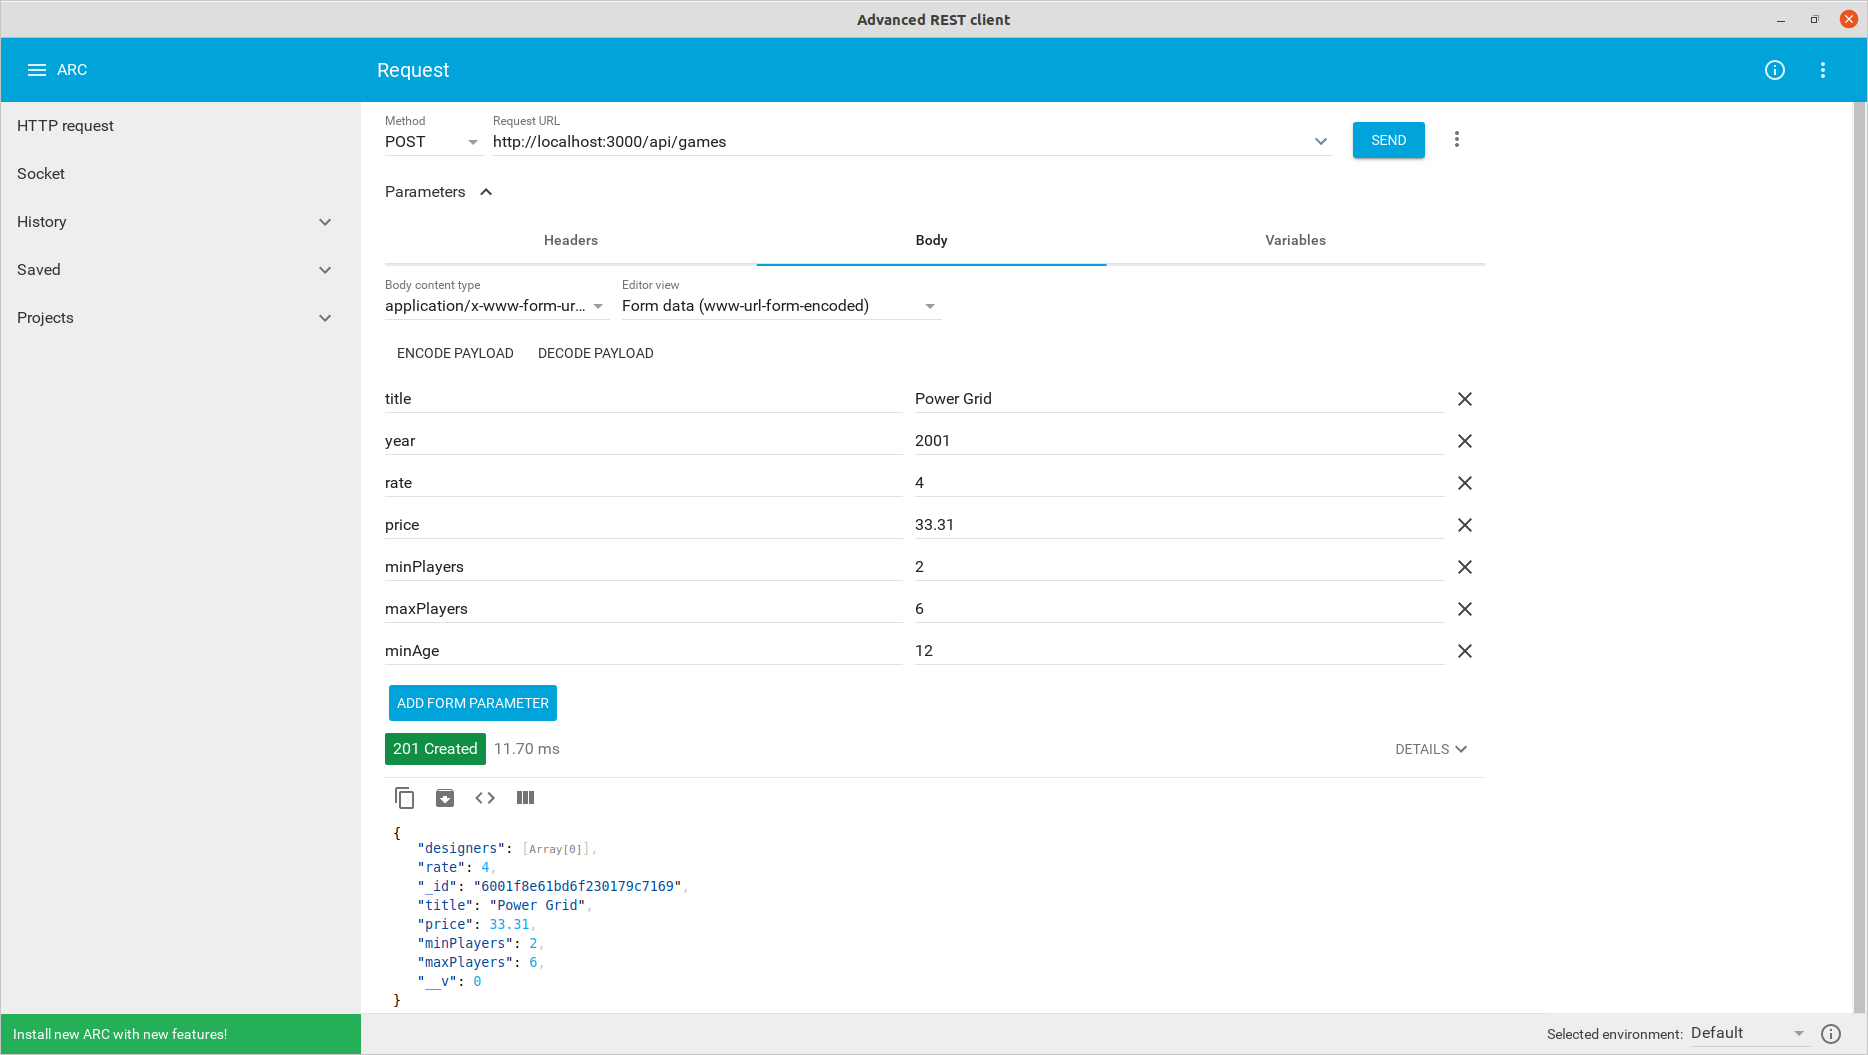 Advanced REST client
ARC
Request
HTTP request
Socket
History
Saved
Projects
Install new ARC with new features!
Method
POST
Request URL
http://localhost:3000/api/games
SEND
Parameters
Headers Body Variables
Body content type
application/x-www-form-ur...
Editor view
Form data (www-url-form-encoded)
ENCODE PAYLOAD DECODE PAYLOAD
title Power Grid
year 2001
rate 4
price 33.31
minPlayers 2
maxPlayers 6
minAge 12
ADD FORM PARAMETER
201 Created 11.70 ms DETAILS
{
"designers": [Array[0]],
"rate": 4,
"_id": "6001f8e61bd6f230179c7169",
"title": "Power Grid",
"price": 33.31,
"minPlayers": 2,
"maxPlayers": 6,
"__v": 0
}
Selected environment: Default